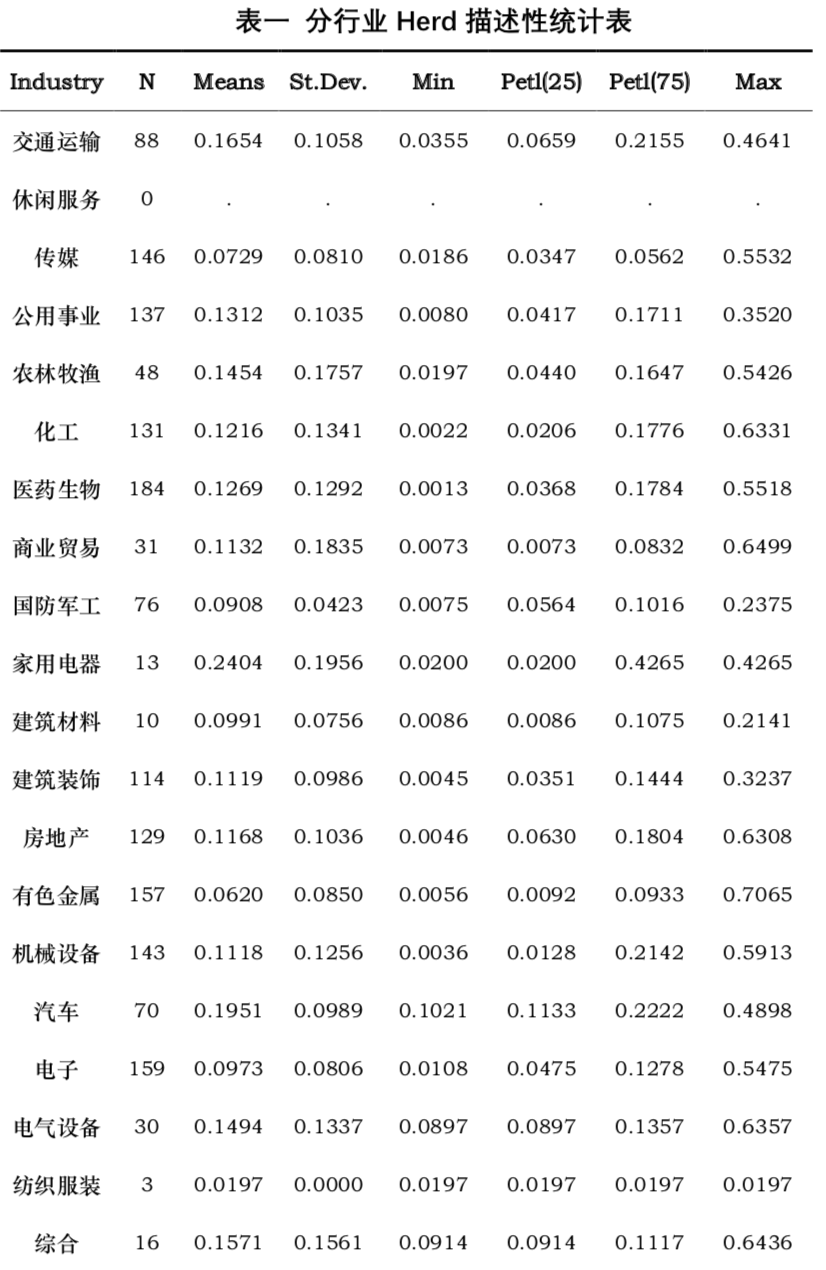 表一 分行业 Herd 描述性统计表
Industry N Means St.Dev. Min Petl(25) Petl(75) Max
交通运输 88 0.1654 0.1058 0.0355 0.0659 0.2155 0.4641
休闲服务 0 . . . . . .
传媒 146 0.0729 0.0810 0.0186 0.0347 0.0562 0.5532
公用事业 137 0.1312 0.1035 0.0080 0.0417 0.1711 0.3520
农林牧渔 48 0.1454 0.1757 0.0197 0.0440 0.1647 0.5426
化工 131 0.1216 0.1341 0.0022 0.0206 0.1776 0.6331
医药生物 184 0.1269 0.1292 0.0013 0.0368 0.1784 0.5518
商业贸易 31 0.1132 0.1835 0.0073 0.0073 0.0832 0.6499
国防军工 76 0.0908 0.0423 0.0075 0.0564 0.1016 0.2375
家用电器 13 0.2404 0.1956 0.0200 0.0200 0.4265 0.4265
建筑材料 10 0.0991 0.0756 0.0086 0.0086 0.1075 0.2141
建筑装饰 114 0.1119 0.0986 0.0045 0.0351 0.1444 0.3237
房地产 129 0.1168 0.1036 0.0046 0.0630 0.1804 0.6308
有色金属 157 0.0620 0.0850 0.0056 0.0092 0.0933 0.7065
机械设备 143 0.1118 0.1256 0.0036 0.0128 0.2142 0.5913
汽车 70 0.1951 0.0989 0.1021 0.1133 0.2222 0.4898
电子 159 0.0973 0.0806 0.0108 0.0475 0.1278 0.5475
电气设备 30 0.1494 0.1337 0.0897 0.0897 0.1357 0.6357
纺织服装 3 0.0197 0.0000 0.0197 0.0197 0.0197 0.0197
综合 16 0.1571 0.1561 0.0914 0.0914 0.1117 0.6436